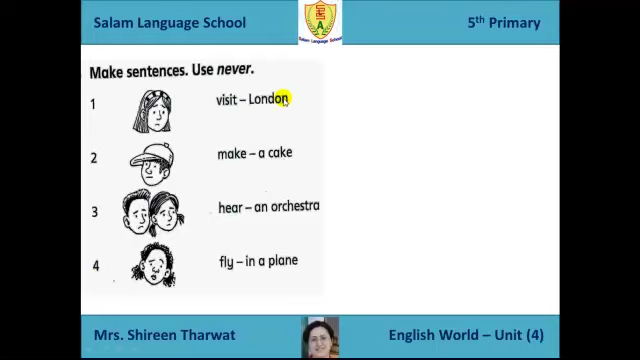 Salam Language School
5th Primary
Salam Language School
Make sentences. Use never.
1 visit – London
2 make – a cake
3 hear – an orchestra
4 fly – in a plane
Mrs. Shireen Tharwat
English World – Unit (4)